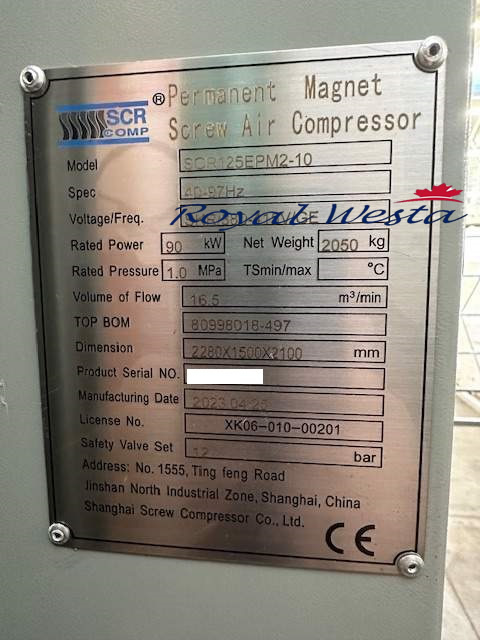 SCR
COMP
® Permanent Magnet
Screw Air Compressor
Model SCR125EPM2-10
Spec 40-97Hz
Royal Westa
Voltage/Freq.
Rated Power 90 kW Net Weight 2050 kg
Rated Pressure 1.0 MPa TSmin/max °C
Volume of Flow 16.5 m³/min
TOP BOM 80998018-497
Dimension 2280X1500X2100 mm
Product Serial NO.
Manufacturing Date 2023.04.25
License No. XK06-010-00201
Safety Valve Set 12 bar
Address: No. 1555, Ting feng Road
Jinshan North Industrial Zone, Shanghai, China
Shanghai Screw Compressor Co., Ltd.
CE